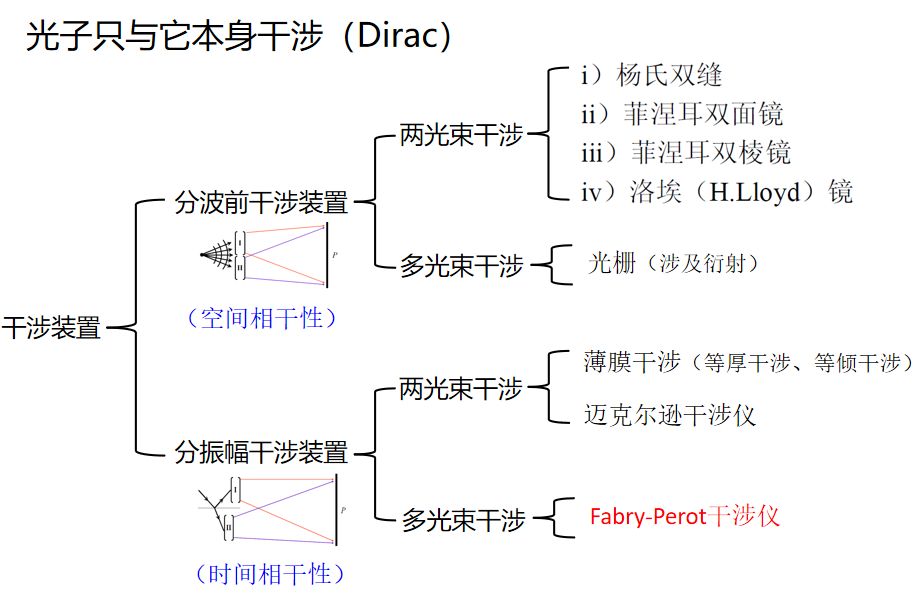 光子只与它本身干涉（Dirac）
干涉装置
分波前干涉装置
I
II
P
（空间相干性）
两光束干涉
i）杨氏双缝
ii）菲涅耳双面镜
iii）菲涅耳双棱镜
iv）洛埃（H.Lloyd）镜
多光束干涉
光栅（涉及衍射）
分振幅干涉装置
I
II
P
（时间相干性）
两光束干涉
薄膜干涉（等厚干涉、等倾干涉）
迈克尔逊干涉仪
多光束干涉
Fabry-Perot干涉仪